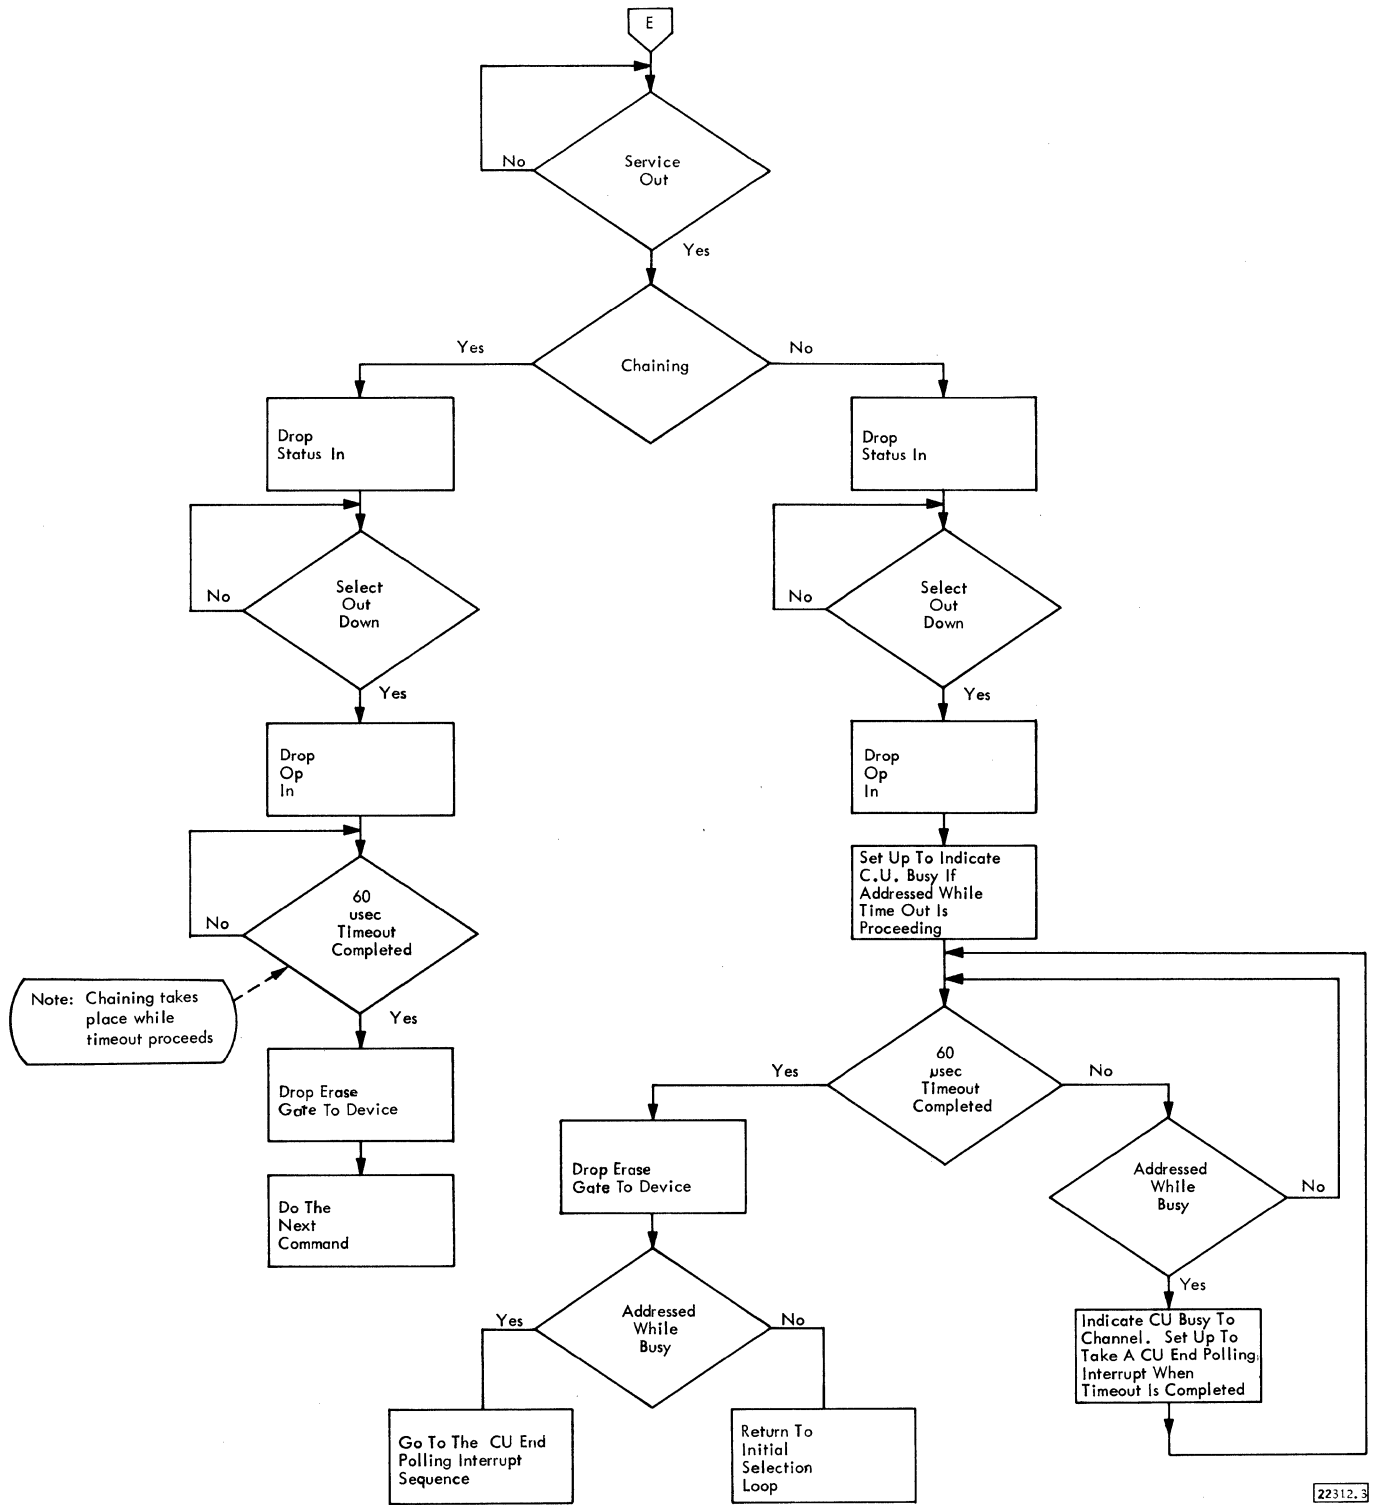 E
Service
Out
No
Yes
Chaining
Yes
No
Drop
Status In
Drop
Status In
Select
Out
Down
No
Yes
Select
Out
Down
No
Yes
Drop
Op
In
Drop
Op
In
Set Up To Indicate
C.U. Busy If
Addressed While
Time Out Is
Proceeding
60
usec
Timeout
Completed
No
Yes
Note: Chaining takes
place while
timeout proceeds
Drop Erase
Gate To Device
Do The
Next
Command
60
μsec
Timeout
Completed
Yes
No
Drop Erase
Gate To Device
Addressed
While
Busy
No
Yes
Addressed
While
Busy
Yes
No
Indicate CU Busy To
Channel. Set Up To
Take A CU End Polling
Interrupt When
Timeout Is Completed
Go To The CU End
Polling Interrupt
Sequence
Return To
Initial
Selection
Loop
22312.3